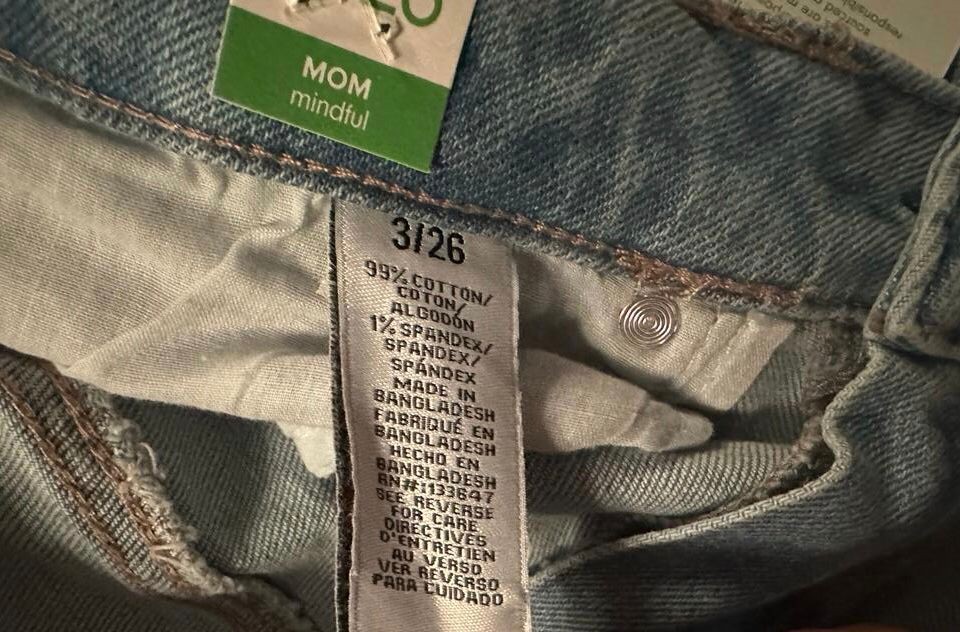 MOM
mindful
3/26
99% COTTON/
COTON/
ALGODÓN
1% SPANDEX/
SPANDEX/
SPÁNDEX
MADE IN
BANGLADESH
FABRIQUÉ EN
BANGLADESH
HECHO EN
BANGLADESH
RN#:133647
SEE REVERSE
FOR CARE
DIRECTIVES
D'ENTRETIEN
AU VERSO
VER REVERSO
PARA CUIDADO